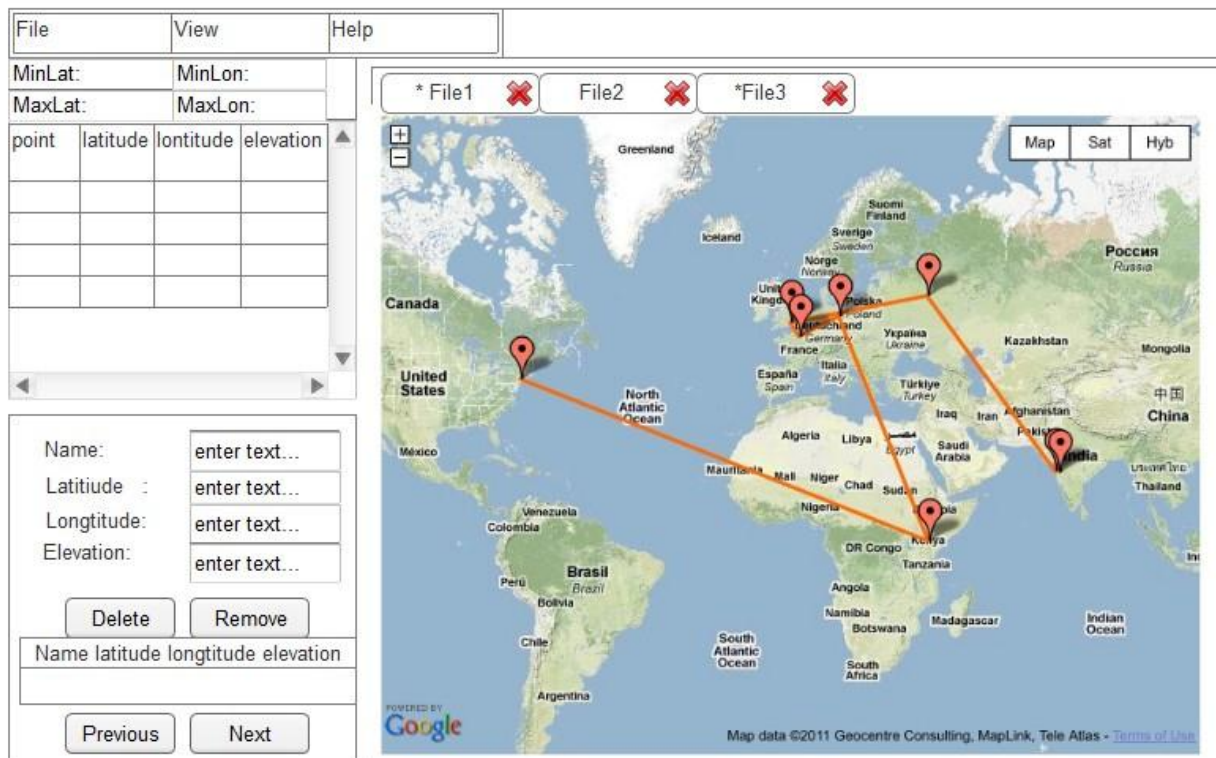 File View Help
MinLat: MinLon:
MaxLat: MaxLon:
point latitude lontitude elevation
Name: enter text...
Latitiude : enter text...
Longtitude: enter text...
Elevation: enter text...
Delete Remove
Name latitude longtitude elevation
Previous Next
* File1 File2 *File3
+
-
Map Sat Hyb
Greenland
Suomi
Finland
Iceland
Sverige
Sweden
Norge
Norway
Россия
Russia
Canada
Polska
Poland
Germany
France
Україна
Ukraine
Kazakhstan
Mongolia
United
States
España
Spain
Italia
Italy
Türkiye
Turkey
North
Atlantic
Ocean
中国
China
Iraq Iran Afghanistan
Algeria Libya Egypt
Saudi
Arabia
México
Mali Niger Chad Sudan
Nigeria
Thailand
Venezuela
Colombia
Kenya
DR Congo
Tanzania
Perú
Brasil
Brazil
Bolivia
Angola
Namibia
Botswana
Madagascar
Indian
Ocean
Chile
South
Atlantic
Ocean
South
Africa
Argentina
POWERED BY
Google
Map data ©2011 Geocentre Consulting, MapLink, Tele Atlas - Terms of Use